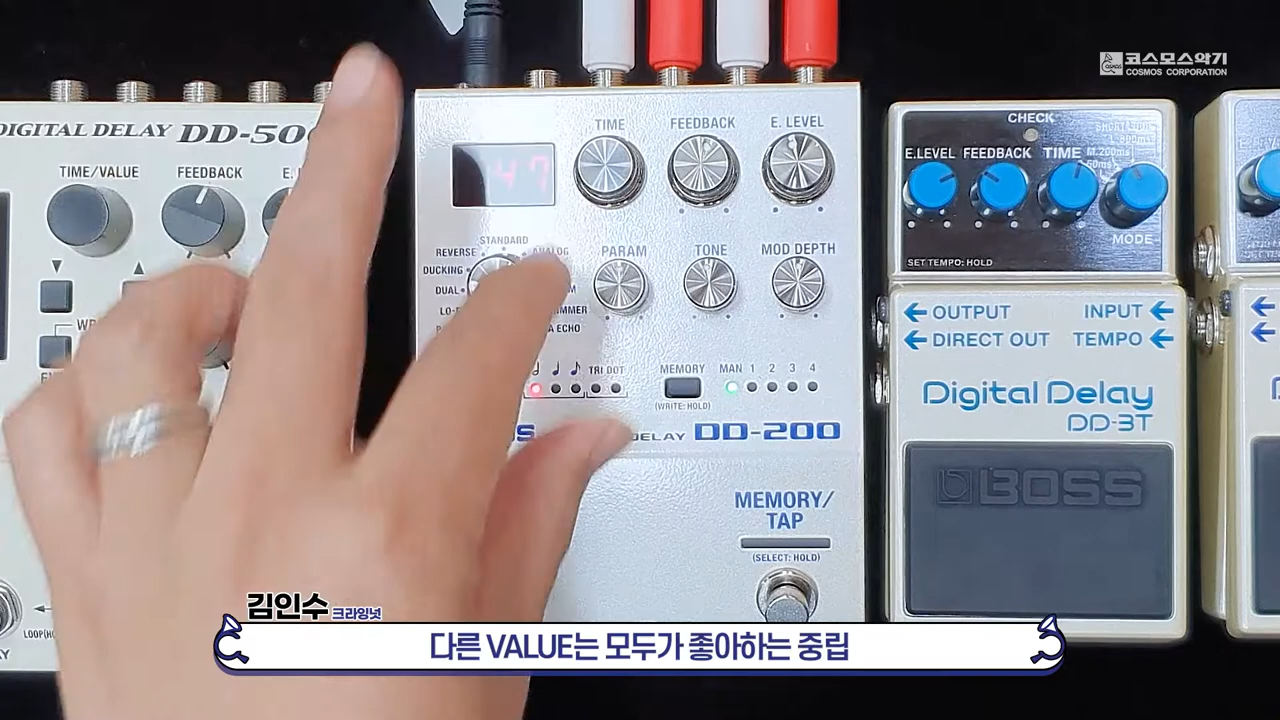 코스모스악기
COSMOS CORPORATION
DIGITAL DELAY DD-50
TIME/VALUE
FEEDBACK
TIME
FEEDBACK
E. LEVEL
47
STANDARD
REVERSE
ANALOG
DUCKING
DUAL
PARAM
TONE
MOD DEPTH
TRI DOT
MEMORY
(WRITE: HOLD)
MAN 1 2 3 4
DELAY DD-200
MEMORY/
TAP
(SELECT: HOLD)
CHECK
E.LEVEL FEEDBACK TIME
MODE
SET TEMPO: HOLD
OUTPUT
INPUT
DIRECT OUT
TEMPO
Digital Delay
DD-3T
BOSS
김인수 크라잉넛
다른 VALUE는 모두가 좋아하는 중립